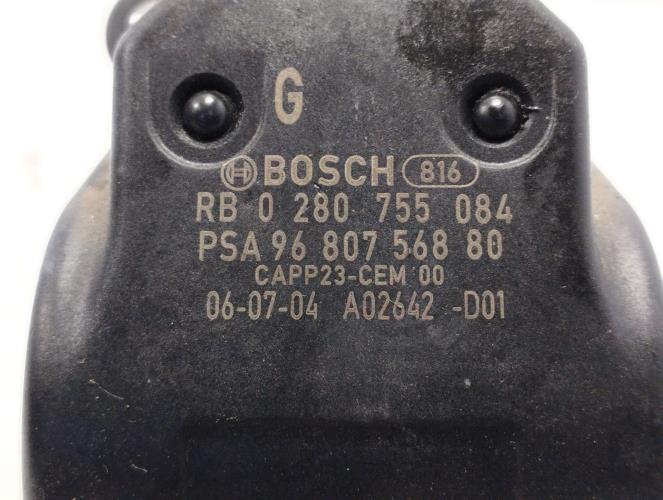 G
BOSCH 816
RB 0 280 755 084
PSA 96 807 568 80
CAPP23-CEM 00
06-07-04 A02642 -D01